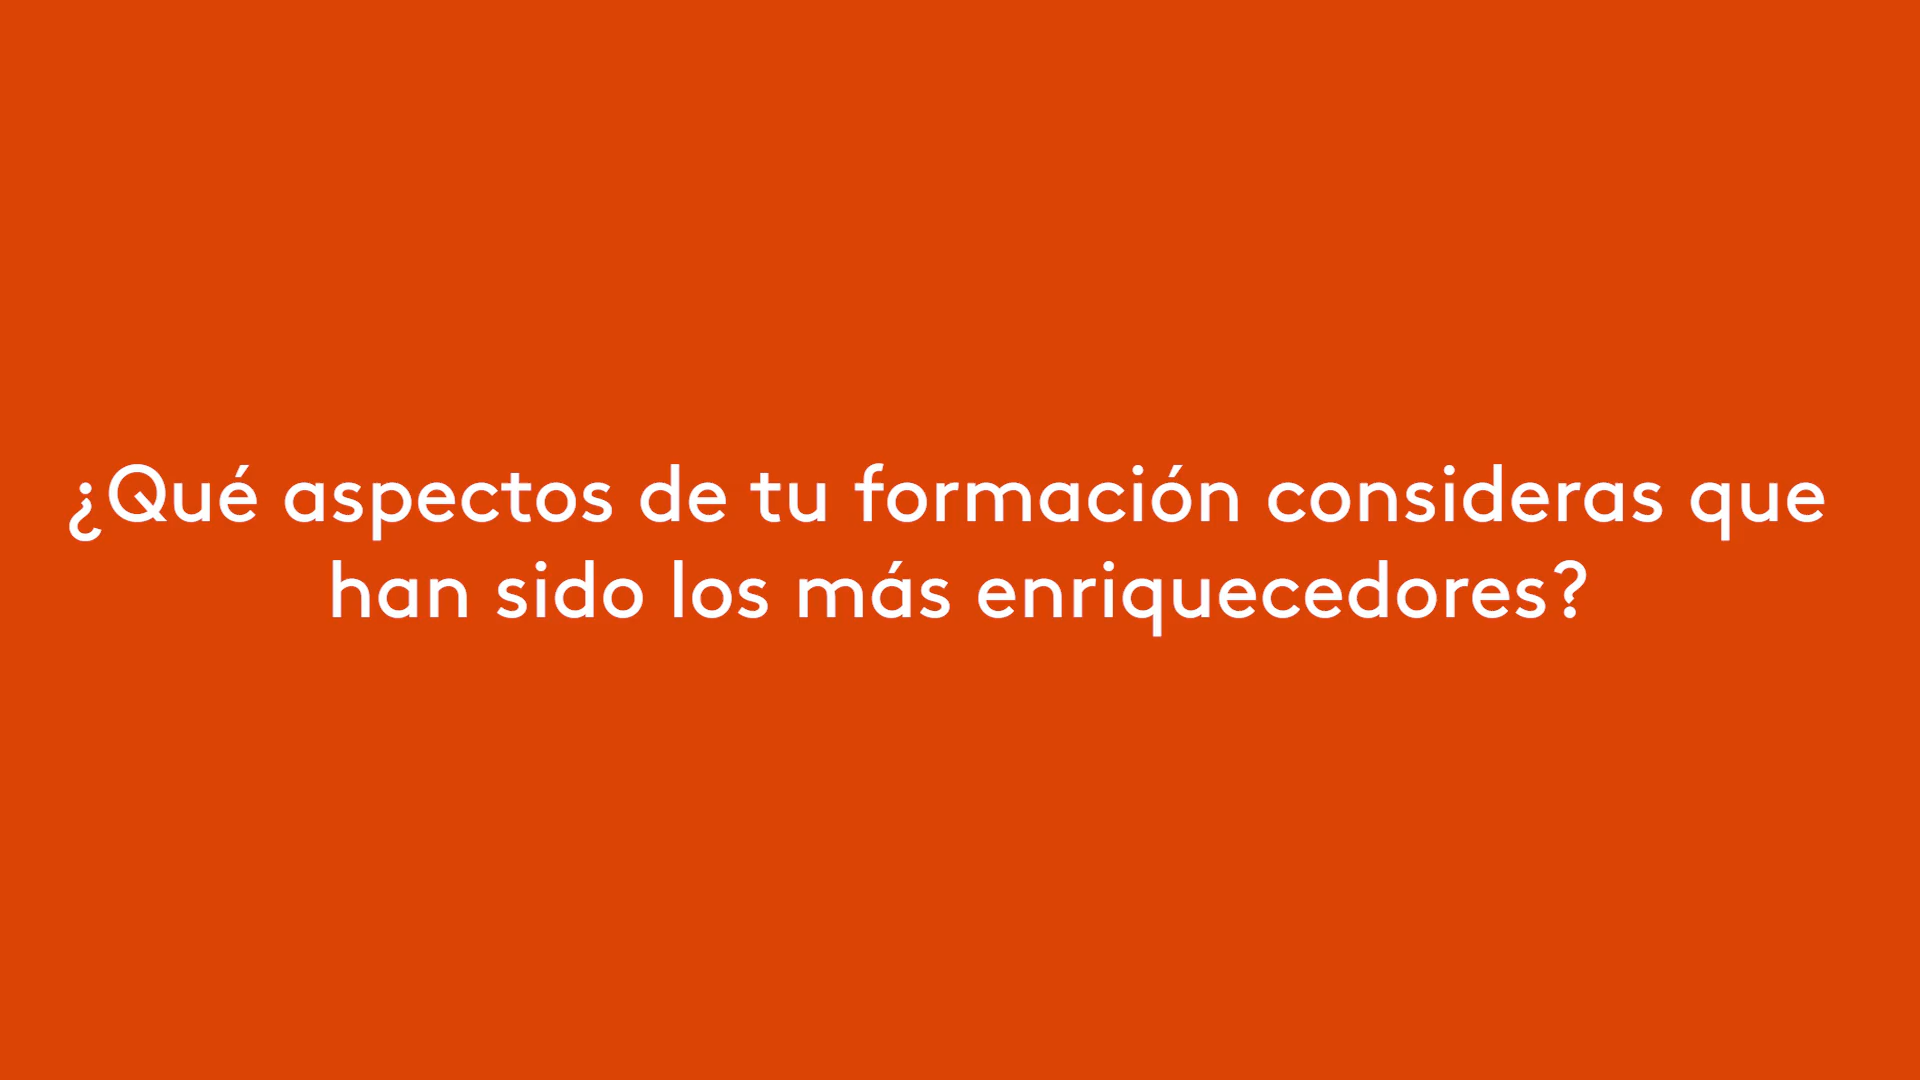 ¿Qué aspectos de tu formación consideras que
han sido los más enriquecedores?